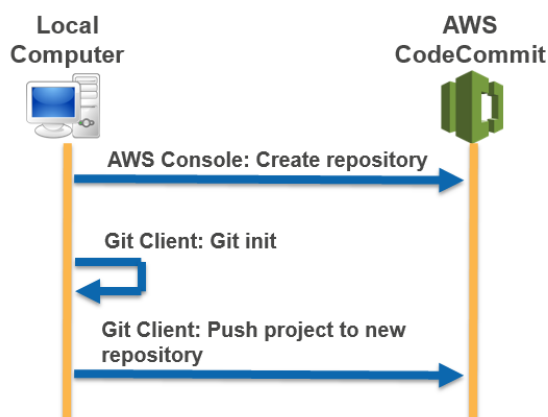 Local
Computer
AWS
CodeCommit
AWS Console: Create repository
Git Client: Git init
Git Client: Push project to new
repository